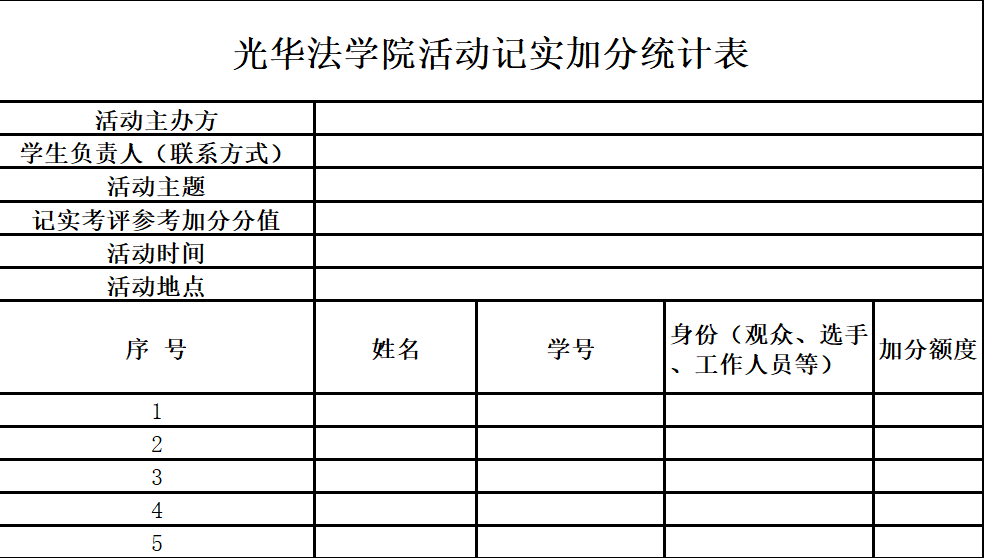 光华法学院活动记实加分统计表
活动主办方
学生负责人（联系方式）
活动主题
记实考评参考加分分值
活动时间
活动地点
序 号 姓名 学号 身份（观众、选手
、工作人员等） 加分额度
1
2
3
4
5